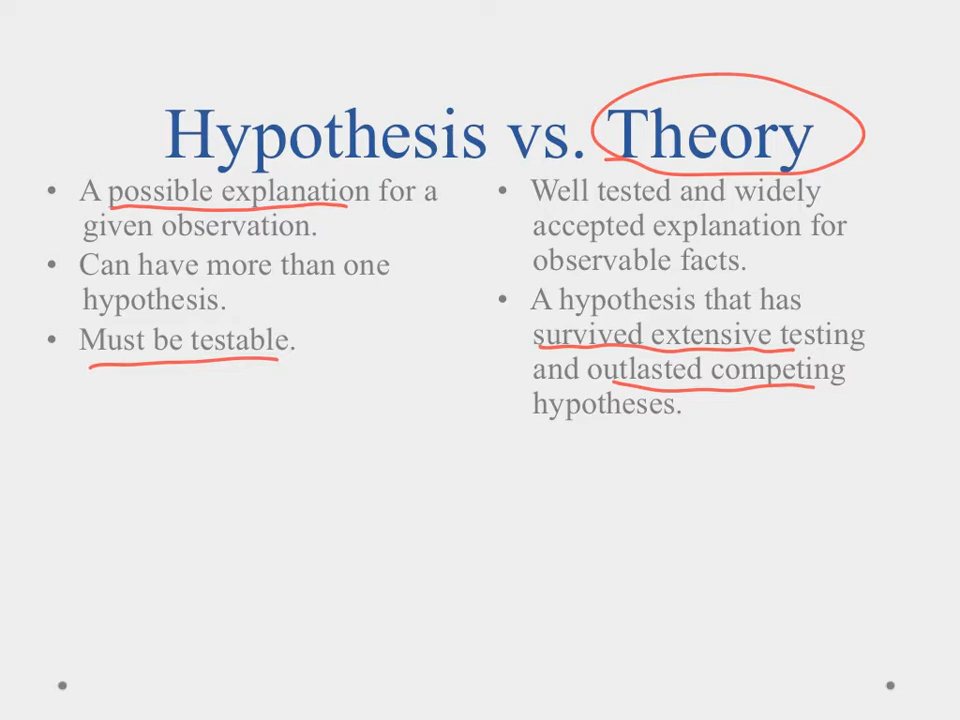 Hypothesis vs. Theory
• A possible explanation for a
given observation.
• Can have more than one
hypothesis.
• Must be testable.
• Well tested and widely
accepted explanation for
observable facts.
• A hypothesis that has
survived extensive testing
and outlasted competing
hypotheses.